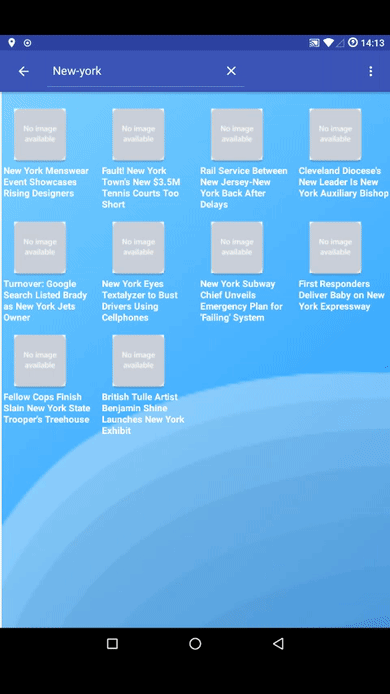 14:13
New-york
No image
available
No image
available
No image
available
No image
available
New York Menswear
Event Showcases
Rising Designers
Fault! New York
Town's New $3.5M
Tennis Courts Too
Short
Rail Service Between
New Jersey-New
York Back After
Delays
Cleveland Diocese's
New Leader Is New
York Auxiliary Bishop
No image
available
No image
available
No image
available
No image
available
Turnover: Google
Search Listed Brady
as New York Jets
Owner
New York Eyes
Textalyzer to Bust
Drivers Using
Cellphones
New York Subway
Chief Unveils
Emergency Plan for
'Failing' System
First Responders
Deliver Baby on New
York Expressway
No image
available
No image
available
Fellow Cops Finish
Slain New York State
Trooper's Treehouse
British Tulle Artist
Benjamin Shine
Launches New York
Exhibit